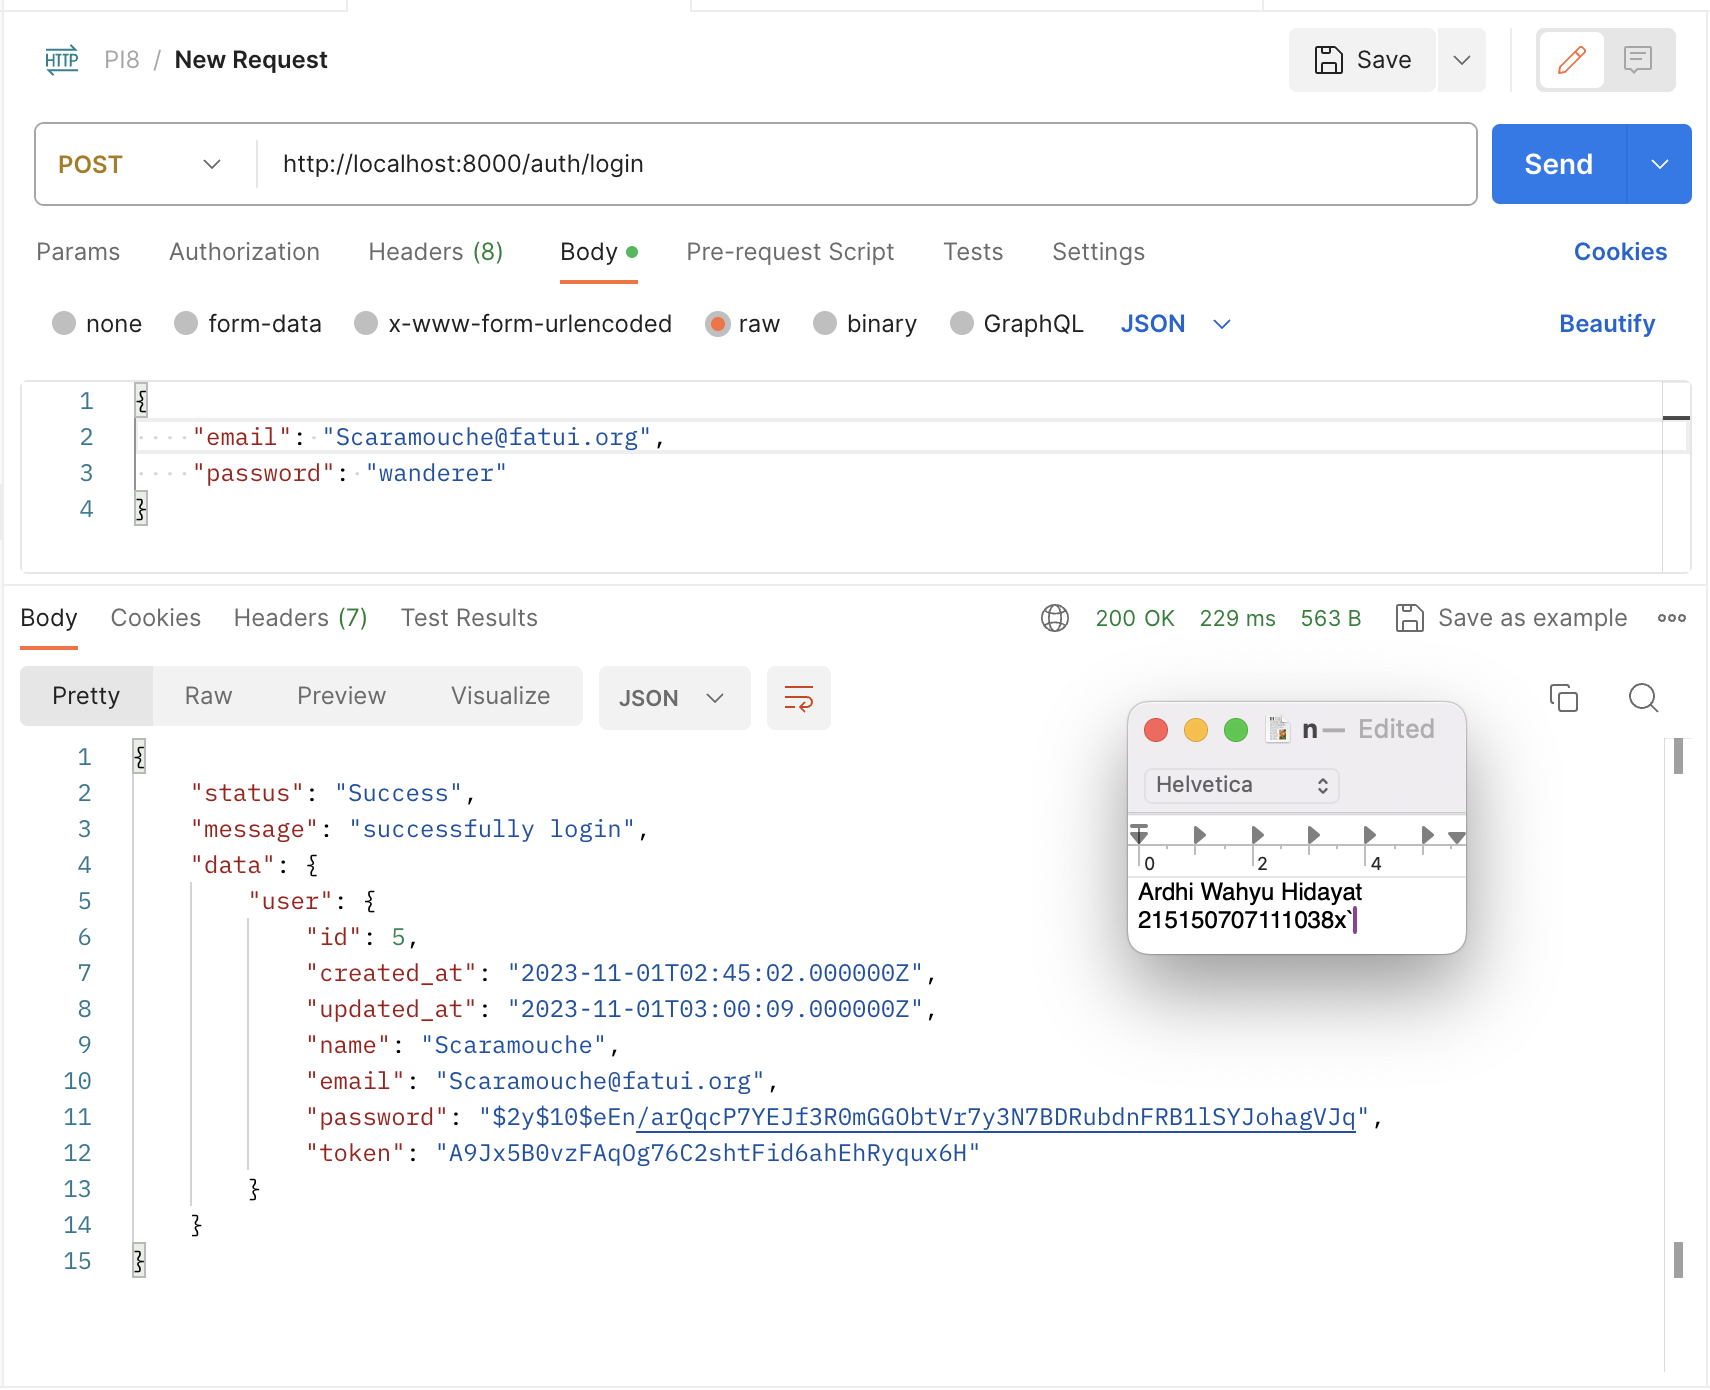 HTTP PI8 / New Request Save
POST http://localhost:8000/auth/login Send
Params Authorization Headers (8) Body Pre-request Script Tests Settings Cookies
none form-data x-www-form-urlencoded raw binary GraphQL JSON Beautify
1 {
2 "email": "Scaramouche@fatui.org",
3 "password": "wanderer"
4 }
Body Cookies Headers (7) Test Results 200 OK 229 ms 563 B Save as example
Pretty Raw Preview Visualize JSON
1 {
2 "status": "Success",
3 "message": "successfully login",
4 "data": {
5 "user": {
6 "id": 5,
7 "created_at": "2023-11-01T02:45:02.000000Z",
8 "updated_at": "2023-11-01T03:00:09.000000Z",
9 "name": "Scaramouche",
10 "email": "Scaramouche@fatui.org",
11 "password": "$2y$10$eEn/arQqcP7YEJf3R0mGGObtVr7y3N7BDRubdnFRB1lSYJohagVJq",
12 "token": "A9Jx5B0vzFAqOg76C2shtFid6ahEhRyqux6H"
13 }
14 }
15 }
n — Edited
Helvetica
0 2 4
Ardhi Wahyu Hidayat
215150707111038x`